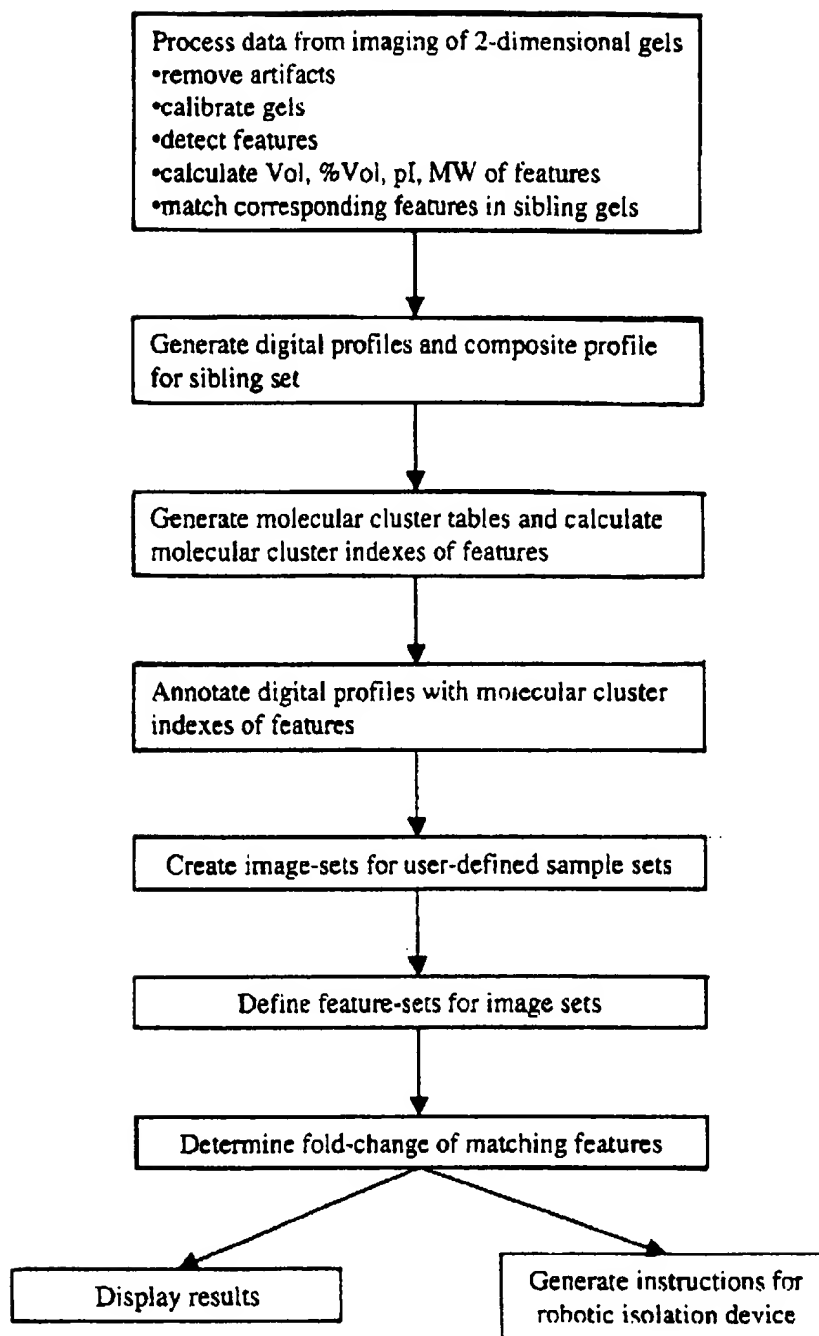 Process data from imaging of 2-dimensional gels
•remove artifacts
•calibrate gels
•detect features
•calculate Vol, %Vol, pI, MW of features
•match corresponding features in sibling gels
Generate digital profiles and composite profile
for sibling set
Generate molecular cluster tables and calculate
molecular cluster indexes of features
Annotate digital profiles with molecular cluster
indexes of features
Create image-sets for user-defined sample sets
Define feature-sets for image sets
Determine fold-change of matching features
Display results
Generate instructions for
robotic isolation device